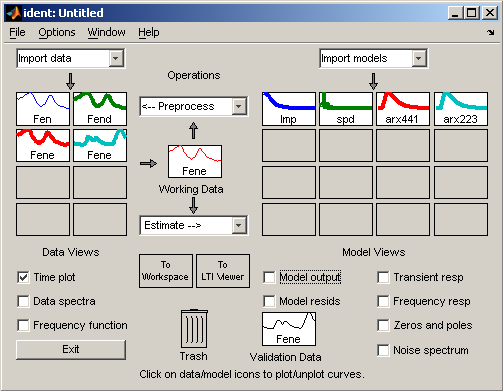 ident: Untitled
File Options Window Help
Import data
Import models
Operations
Fen
Fend
<-- Preprocess
Imp
spd
arx441
arx223
Fene
Fene
Fene
Working Data
Estimate -->
Data Views
Model Views
To
Workspace
To
LTI Viewer
Time plot
Model output
Transient resp
Data spectra
Model resids
Frequency resp
Frequency function
Fene
Zeros and poles
Exit
Trash
Validation Data
Noise spectrum
Click on data/model icons to plot/unplot curves.